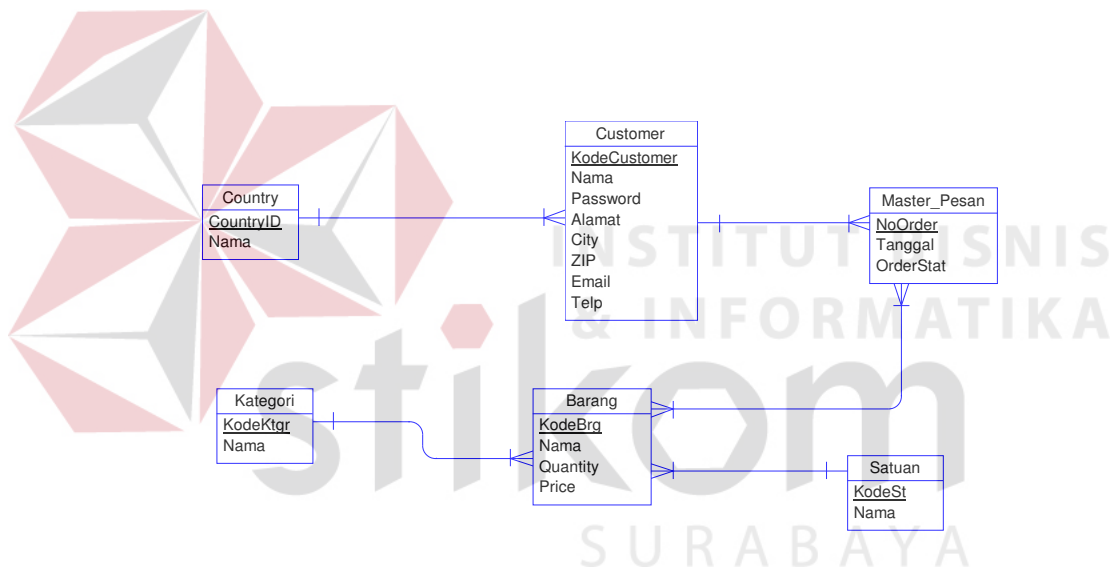 Customer
KodeCustomer
Nama
Password
Alamat
City
ZIP
Email
Telp
Country
CountryID
Nama
Master_Pesan
NoOrder
Tanggal
OrderStat
INSTITUT BISNIS
& INFORMATIKA
stikom
SURABAYA
Kategori
KodeKtgr
Nama
Barang
KodeBrg
Nama
Quantity
Price
Satuan
KodeSt
Nama